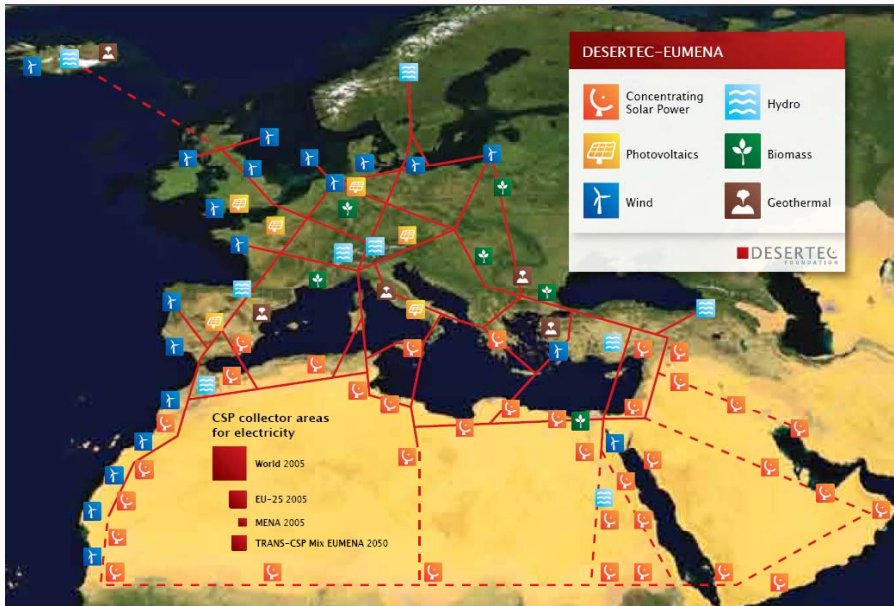 DESERTEC-EUMENA
Concentrating
Solar Power
Hydro
Photovoltaics
Biomass
Wind
Geothermal
DESERTEC
FOUNDATION
CSP collector areas
for electricity
World 2005
EU-25 2005
MENA 2005
TRANS-CSP Mix EUMENA 2050